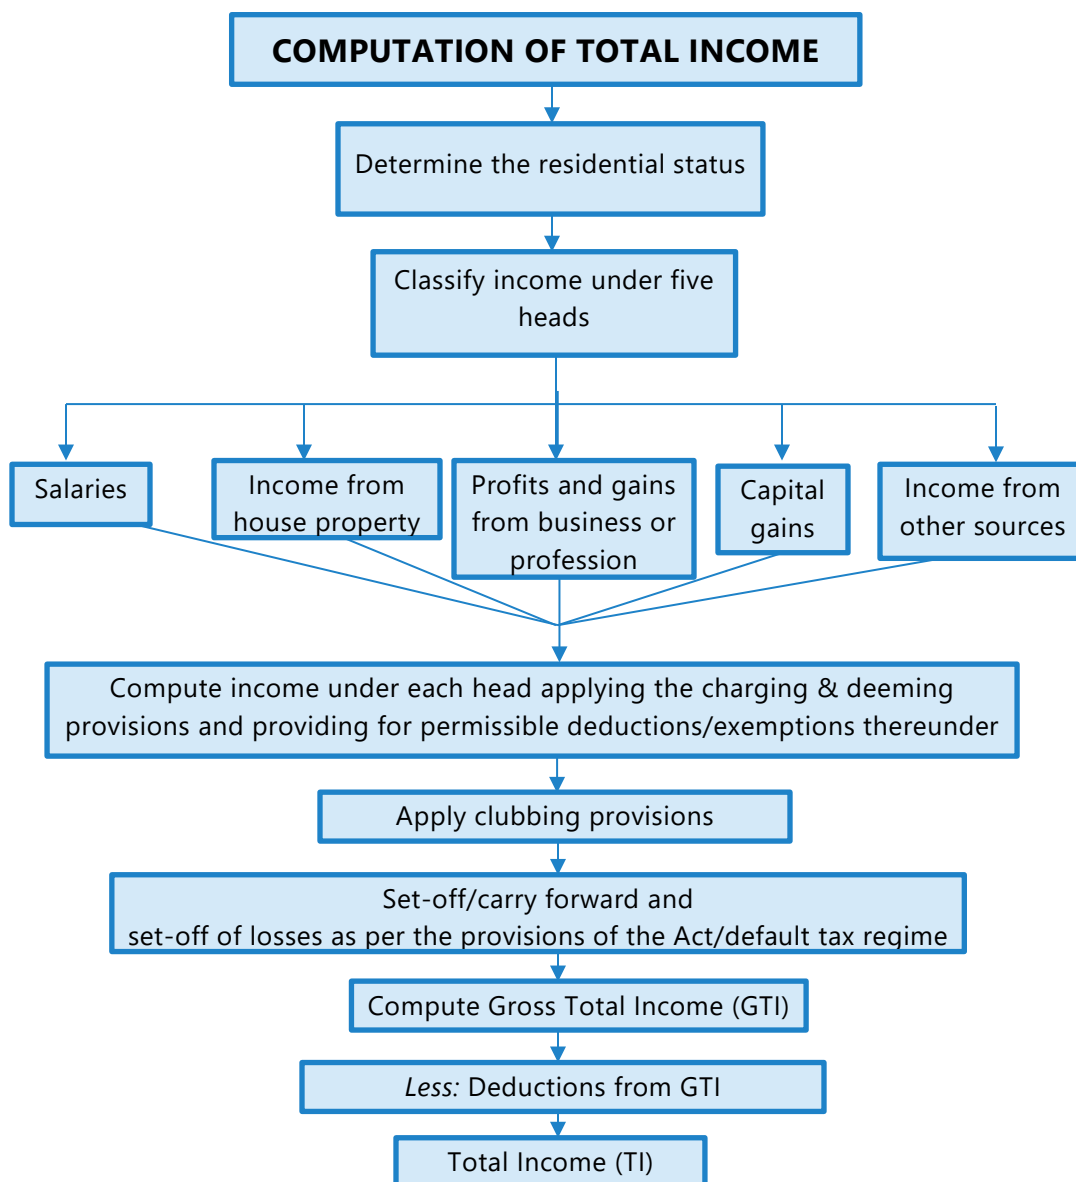 COMPUTATION OF TOTAL INCOME
Determine the residential status
Classify income under five
heads
Salaries
Income from
house property
Profits and gains
from business or
profession
Capital
gains
Income from
other sources
Compute income under each head applying the charging & deeming
provisions and providing for permissible deductions/exemptions thereunder
Apply clubbing provisions
Set-off/carry forward and
set-off of losses as per the provisions of the Act/default tax regime
Compute Gross Total Income (GTI)
Less: Deductions from GTI
Total Income (TI)